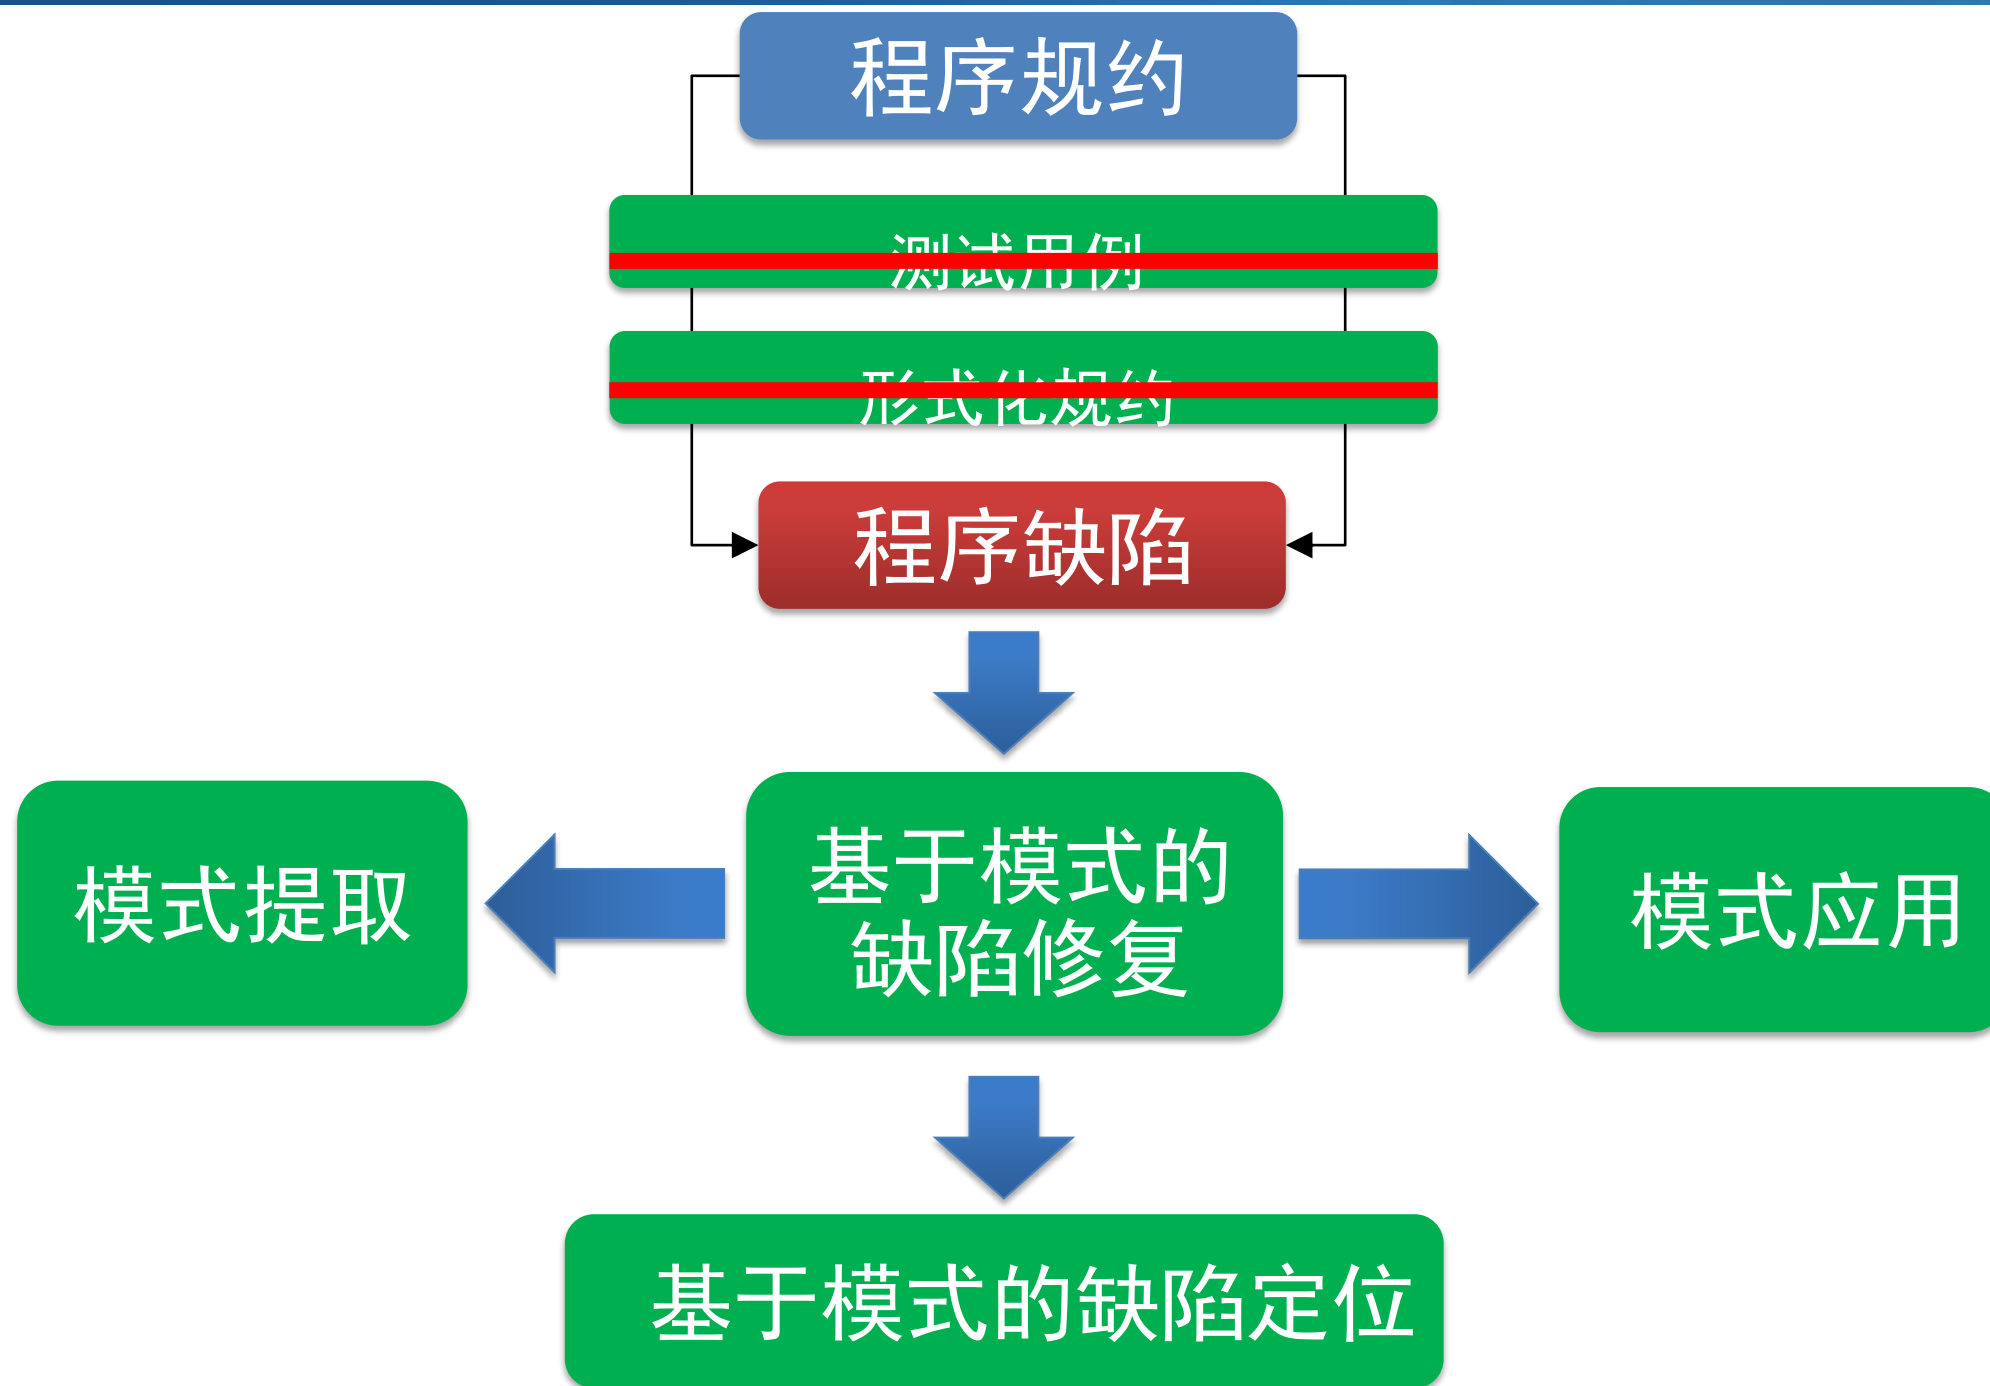 程序规约
测试用例
形式化规约
程序缺陷
模式提取
基于模式的
缺陷修复
模式应用
基于模式的缺陷定位